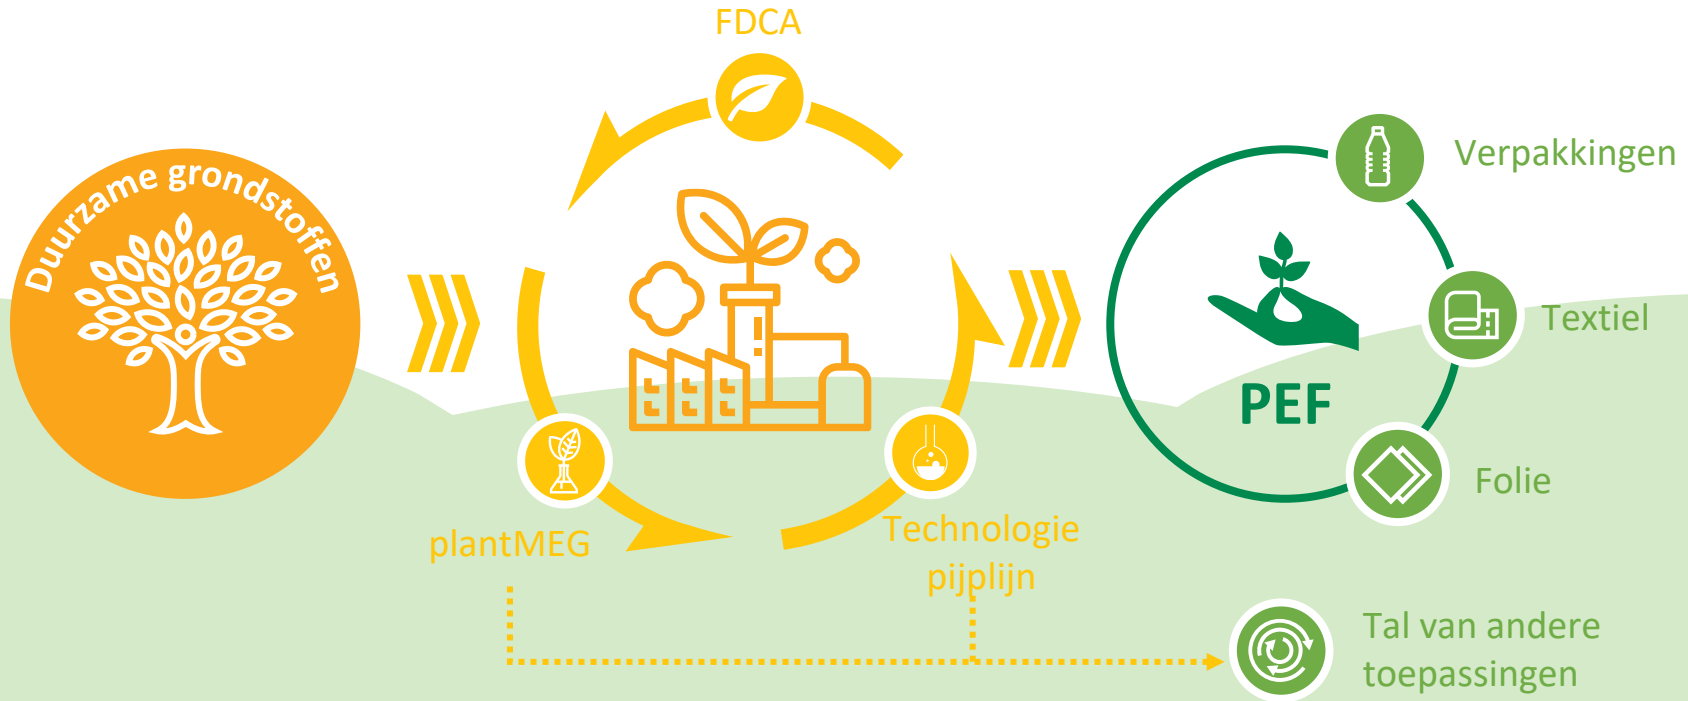 Duurzame grondstoffen
FDCA
plantMEG
Technologie
pijplijn
PEF
Verpakkingen
Textiel
Folie
Tal van andere
toepassingen